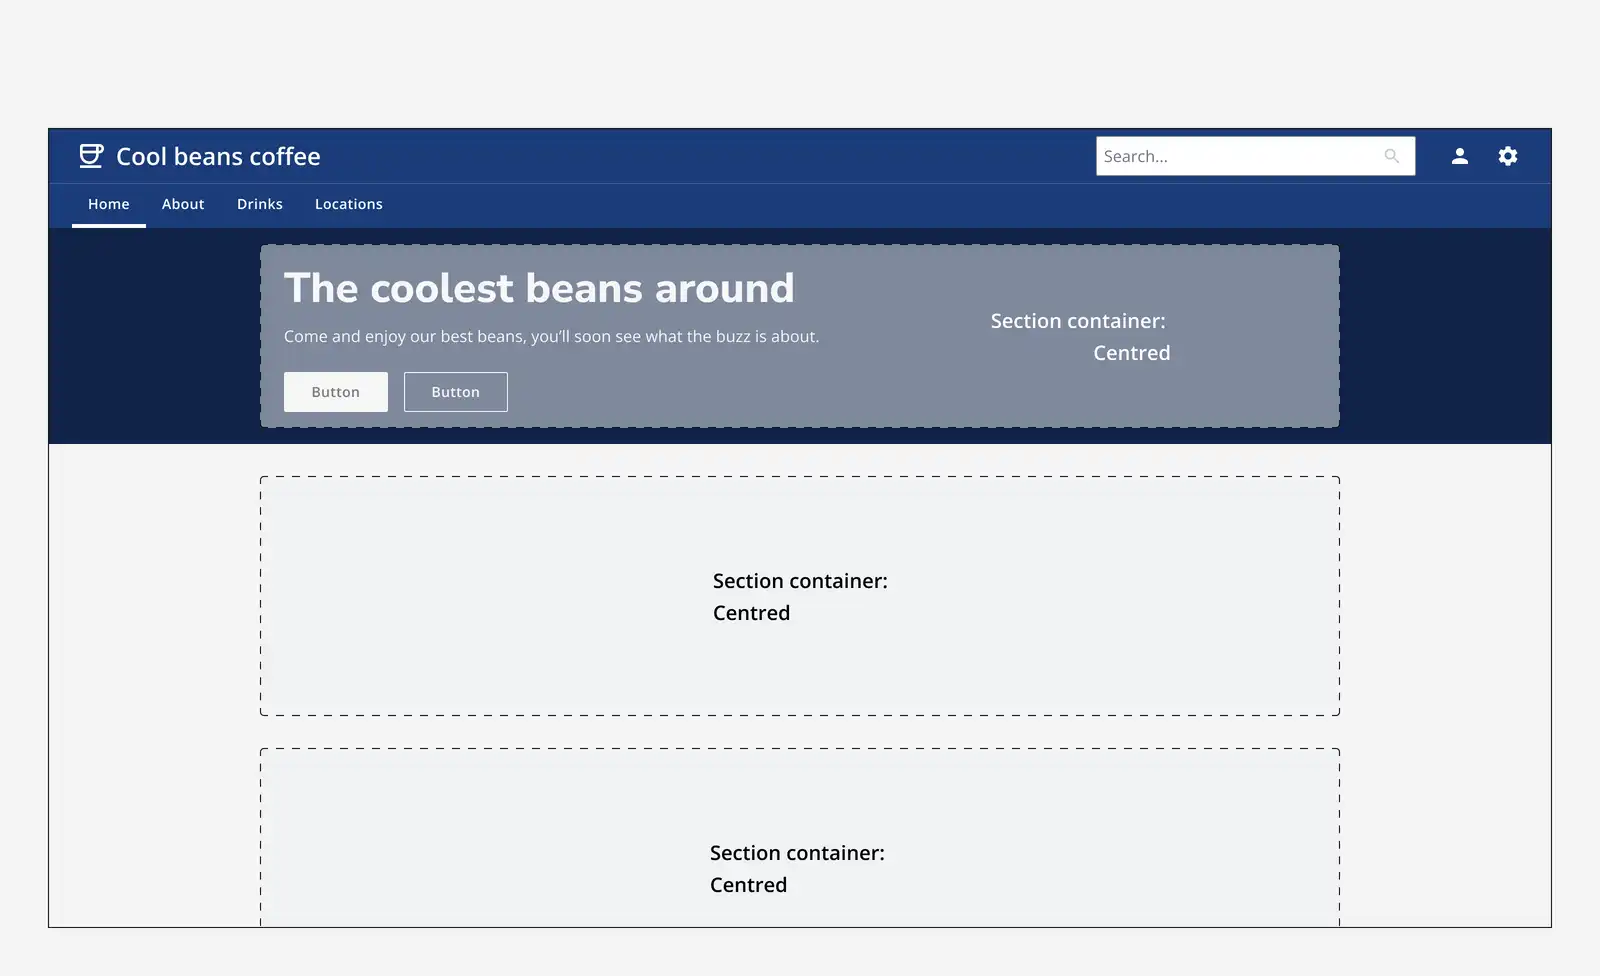 Cool beans coffee
Search...
Home About Drinks Locations
The coolest beans around
Come and enjoy our best beans, you’ll soon see what the buzz is about.
Button Button
Section container:
Centred
Section container:
Centred
Section container:
Centred